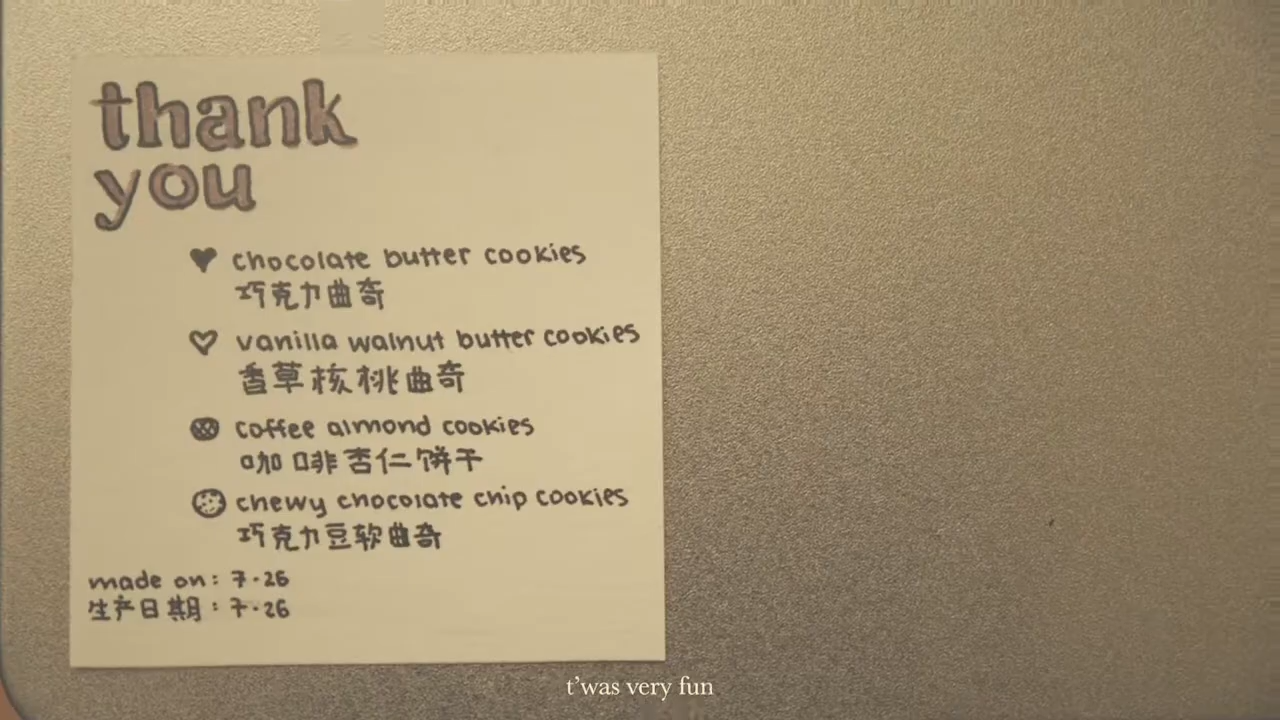 thank
you
chocolate butter cookies
巧克力曲奇
vanilla walnut butter cookies
香草核桃曲奇
coffee almond cookies
咖啡杏仁饼干
chewy chocolate chip cookies
巧克力豆软曲奇
made on: 7.26
生产日期: 7.26
t’was very fun